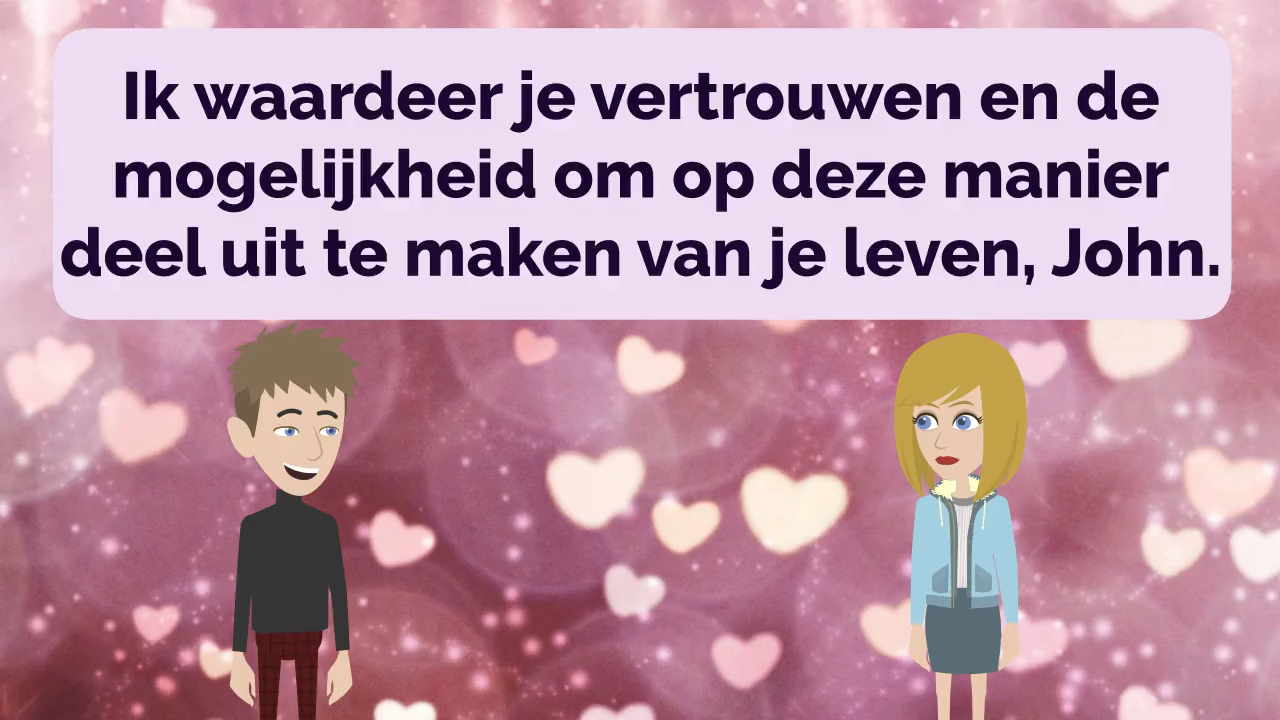 Ik waardeer je vertrouwen en de
mogelijkheid om op deze manier
deel uit te maken van je leven, John.